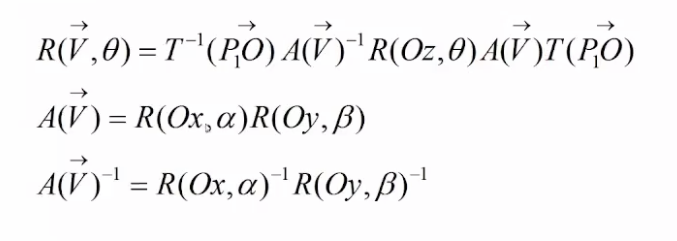 R(V⃗,θ) = T⁻¹(P₁O⃗) A(V⃗)⁻¹ R(Oz,θ) A(V⃗)T(P₁O⃗)
A(V⃗) = R(Ox,α)R(Oy,β)
A(V⃗)⁻¹ = R(Ox,α)⁻¹ R(Oy,β)⁻¹